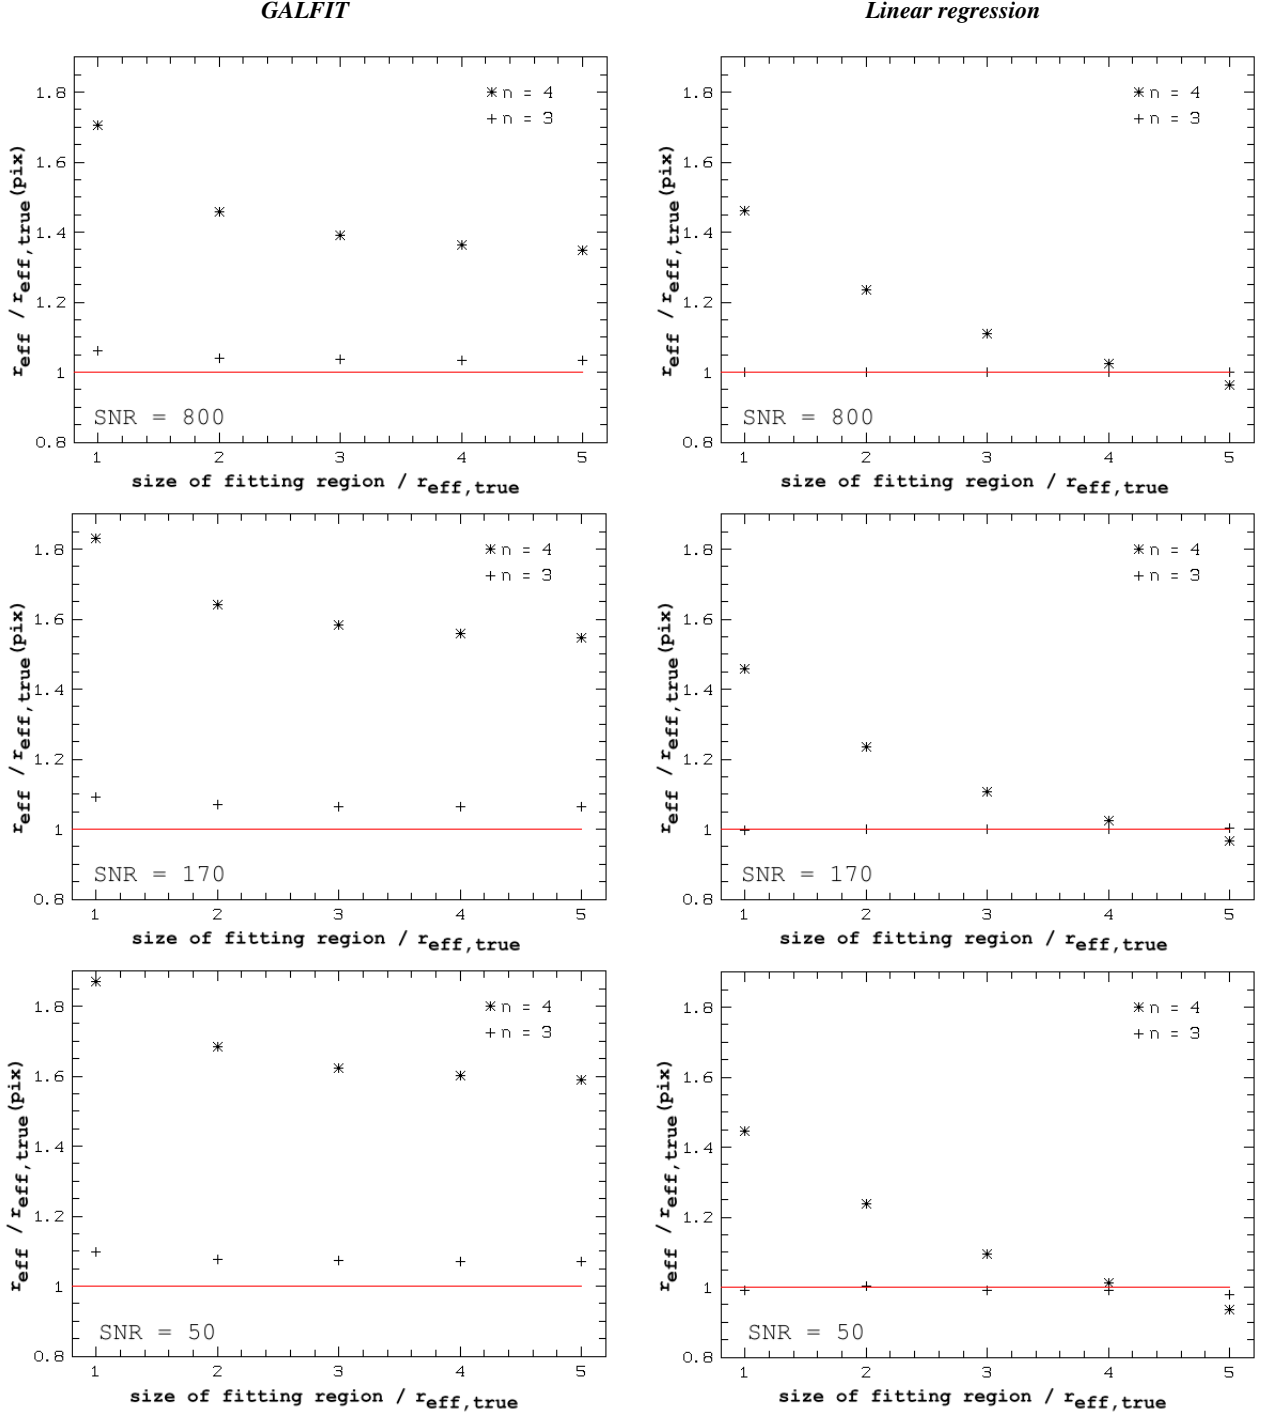 GALFIT
Linear regression
1.8
1.6
1.4
1.2
1
0.8
r_eff / r_eff,true (pix)
* n = 4
+ n = 3
SNR = 800
1 2 3 4 5
size of fitting region / r_eff,true
1.8
1.6
1.4
1.2
1
0.8
r_eff / r_eff,true (pix)
* n = 4
+ n = 3
SNR = 800
1 2 3 4 5
size of fitting region / r_eff,true
1.8
1.6
1.4
1.2
1
0.8
r_eff / r_eff,true (pix)
* n = 4
+ n = 3
SNR = 170
1 2 3 4 5
size of fitting region / r_eff,true
1.8
1.6
1.4
1.2
1
0.8
r_eff / r_eff,true (pix)
* n = 4
+ n = 3
SNR = 170
1 2 3 4 5
size of fitting region / r_eff,true
1.8
1.6
1.4
1.2
1
0.8
r_eff / r_eff,true (pix)
* n = 4
+ n = 3
SNR = 50
1 2 3 4 5
size of fitting region / r_eff,true
1.8
1.6
1.4
1.2
1
0.8
r_eff / r_eff,true (pix)
* n = 4
+ n = 3
SNR = 50
1 2 3 4 5
size of fitting region / r_eff,true